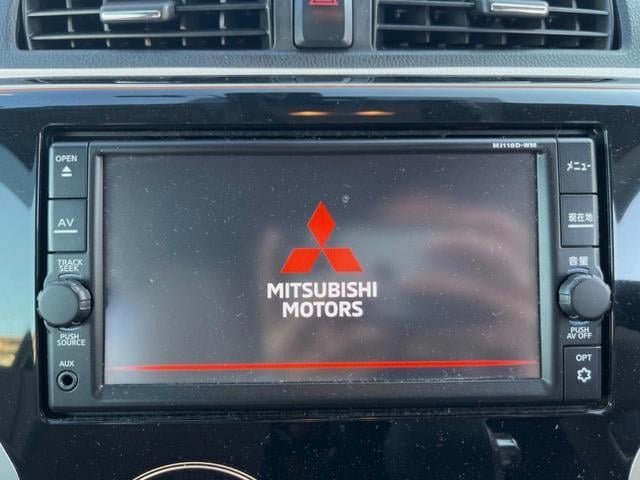 MJ116D-WM
OPEN
AV
TRACK
SEEK
PUSH
SOURCE
AUX
MITSUBISHI
MOTORS
メニュー
現在地
音量
PUSH
AV OFF
OPT